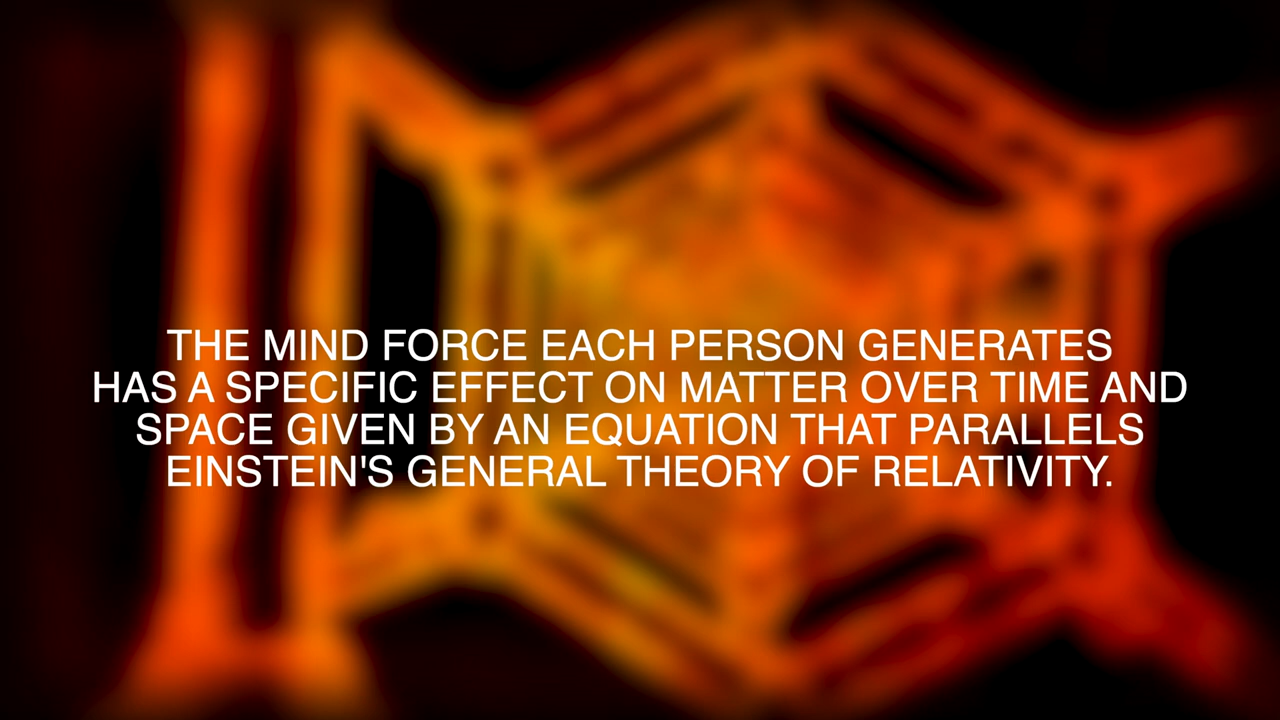 THE MIND FORCE EACH PERSON GENERATES
HAS A SPECIFIC EFFECT ON MATTER OVER TIME AND
SPACE GIVEN BY AN EQUATION THAT PARALLELS
EINSTEIN'S GENERAL THEORY OF RELATIVITY.